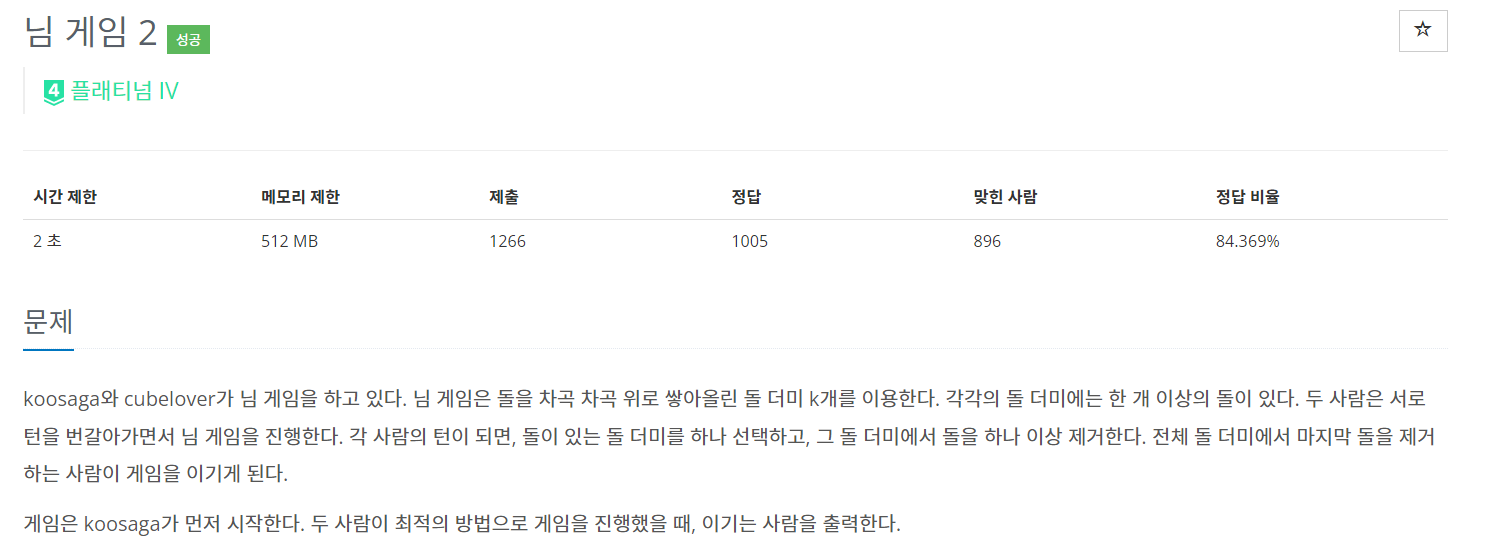 님 게임 2 성공
☆
4 플래티넘 IV
시간 제한 메모리 제한 제출 정답 맞힌 사람 정답 비율
2 초 512 MB 1266 1005 896 84.369%
문제
koosaga와 cubelover가 님 게임을 하고 있다. 님 게임은 돌을 차곡 차곡 위로 쌓아올린 돌 더미 k개를 이용한다. 각각의 돌 더미에는 한 개 이상의 돌이 있다. 두 사람은 서로
턴을 번갈아가면서 님 게임을 진행한다. 각 사람의 턴이 되면, 돌이 있는 돌 더미를 하나 선택하고, 그 돌 더미에서 돌을 하나 이상 제거한다. 전체 돌 더미에서 마지막 돌을 제거
하는 사람이 게임을 이기게 된다.
게임은 koosaga가 먼저 시작한다. 두 사람이 최적의 방법으로 게임을 진행했을 때, 이기는 사람을 출력한다.